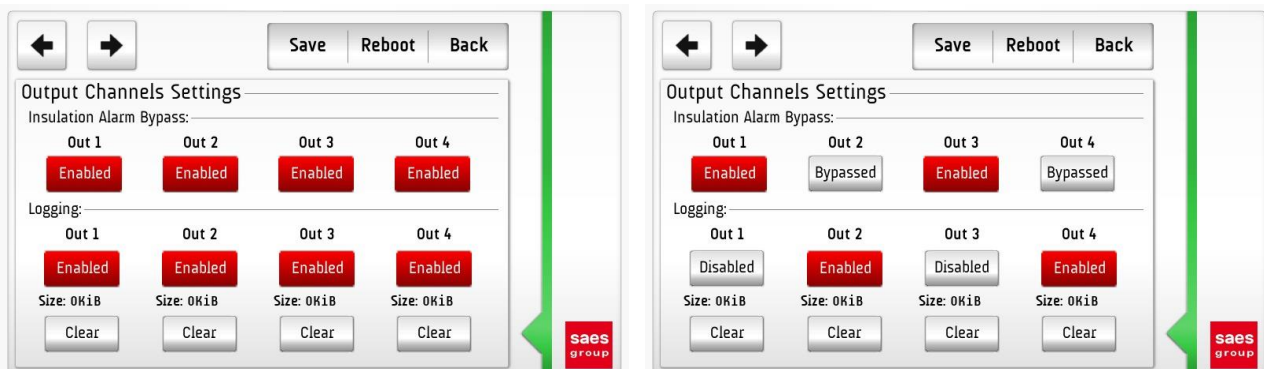 Save Reboot Back
Output Channels Settings
Insulation Alarm Bypass:
Out 1 Out 2 Out 3 Out 4
Enabled Enabled Enabled Enabled
Logging:
Out 1 Out 2 Out 3 Out 4
Enabled Enabled Enabled Enabled
Size: 0KiB Size: 0KiB Size: 0KiB Size: 0KiB
Clear Clear Clear Clear
saes
group
Save Reboot Back
Output Channels Settings
Insulation Alarm Bypass:
Out 1 Out 2 Out 3 Out 4
Enabled Bypassed Enabled Bypassed
Logging:
Out 1 Out 2 Out 3 Out 4
Disabled Enabled Disabled Enabled
Size: 0KiB Size: 0KiB Size: 0KiB Size: 0KiB
Clear Clear Clear Clear
saes
group